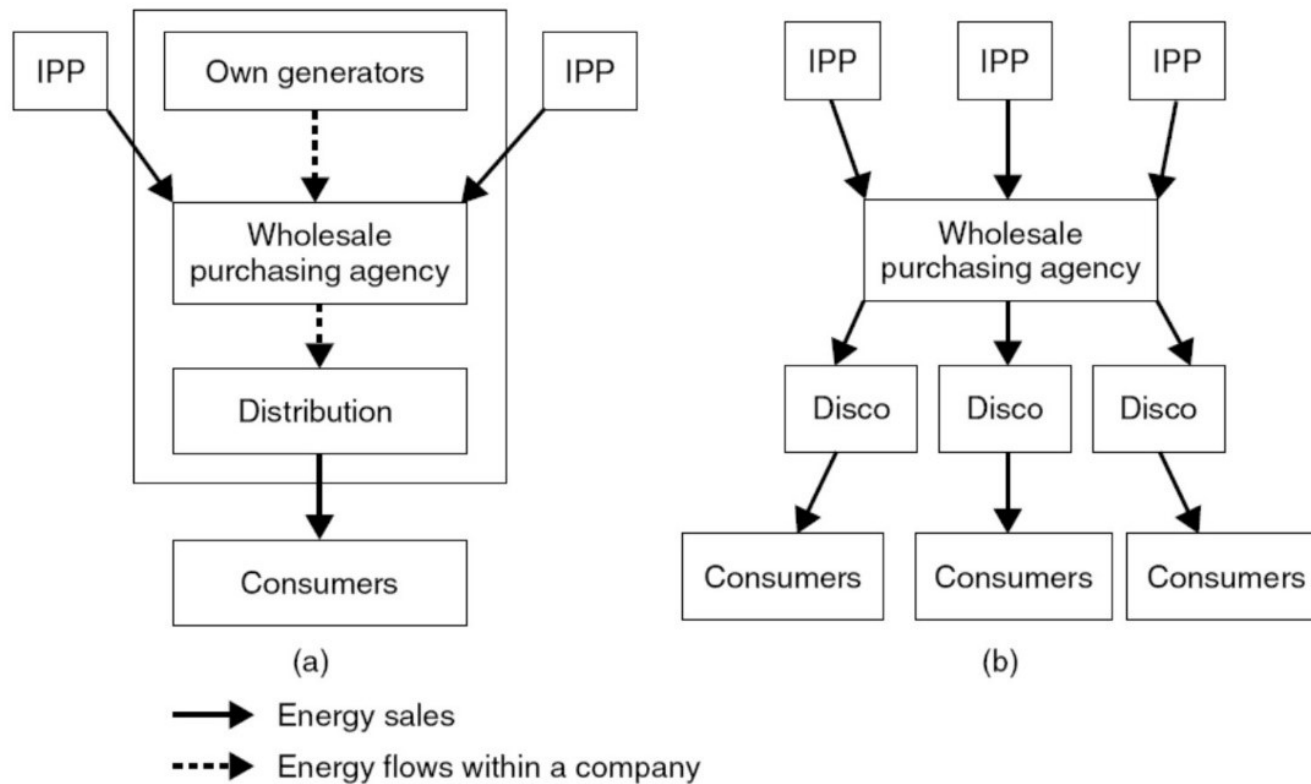 IPP
Own generators
IPP
Wholesale
purchasing agency
Distribution
Consumers
(a)
IPP
IPP
IPP
Wholesale
purchasing agency
Disco
Disco
Disco
Consumers
Consumers
Consumers
(b)
Energy sales
Energy flows within a company